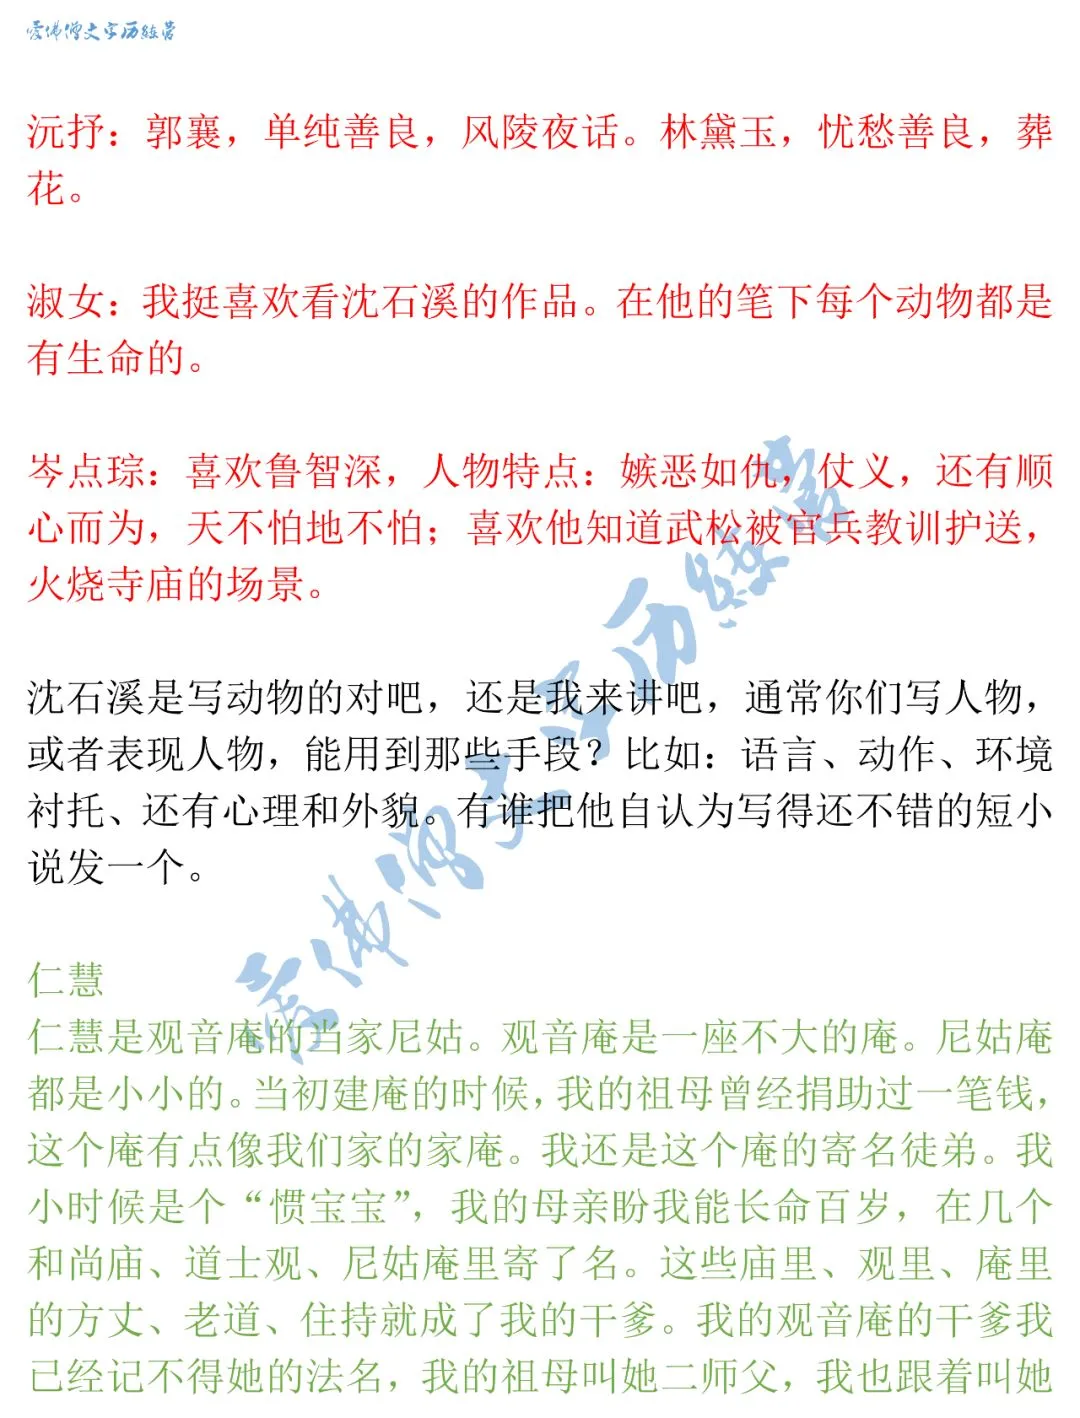 爱佛僧文字历练营
沅抒：郭襄，单纯善良，风陵夜话。林黛玉，忧愁善良，葬
花。
淑女：我挺喜欢看沈石溪的作品。在他的笔下每个动物都是
有生命的。
岑点琮：喜欢鲁智深，人物特点：嫉恶如仇，仗义，还有顺
心而为，天不怕地不怕；喜欢他知道武松被官兵教训护送，
火烧寺庙的场景。
沈石溪是写动物的对吧，还是我来讲吧，通常你们写人物，
或者表现人物，能用到那些手段？比如：语言、动作、环境
衬托、还有心理和外貌。有谁把他自认为写得还不错的短小
说发一个。
仁慧
仁慧是观音庵的当家尼姑。观音庵是一座不大的庵。尼姑庵
都是小小的。当初建庵的时候，我的祖母曾经捐助过一笔钱，
这个庵有点像我们家的家庵。我还是这个庵的寄名徒弟。我
小时候是个“惯宝宝”，我的母亲盼我能长命百岁，在几个
和尚庙、道士观、尼姑庵里寄了名。这些庙里、观里、庵里
的方丈、老道、住持就成了我的干爹。我的观音庵的干爹我
已经记不得她的法名，我的祖母叫她二师父，我也跟着叫她
爱佛僧文字历练营